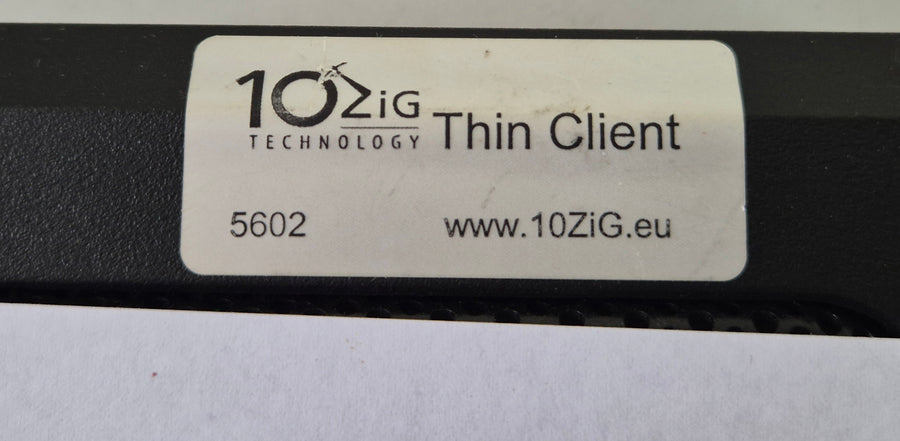 10ZiG Thin Client
TECHNOLOGY
5602 www.10ZiG.eu